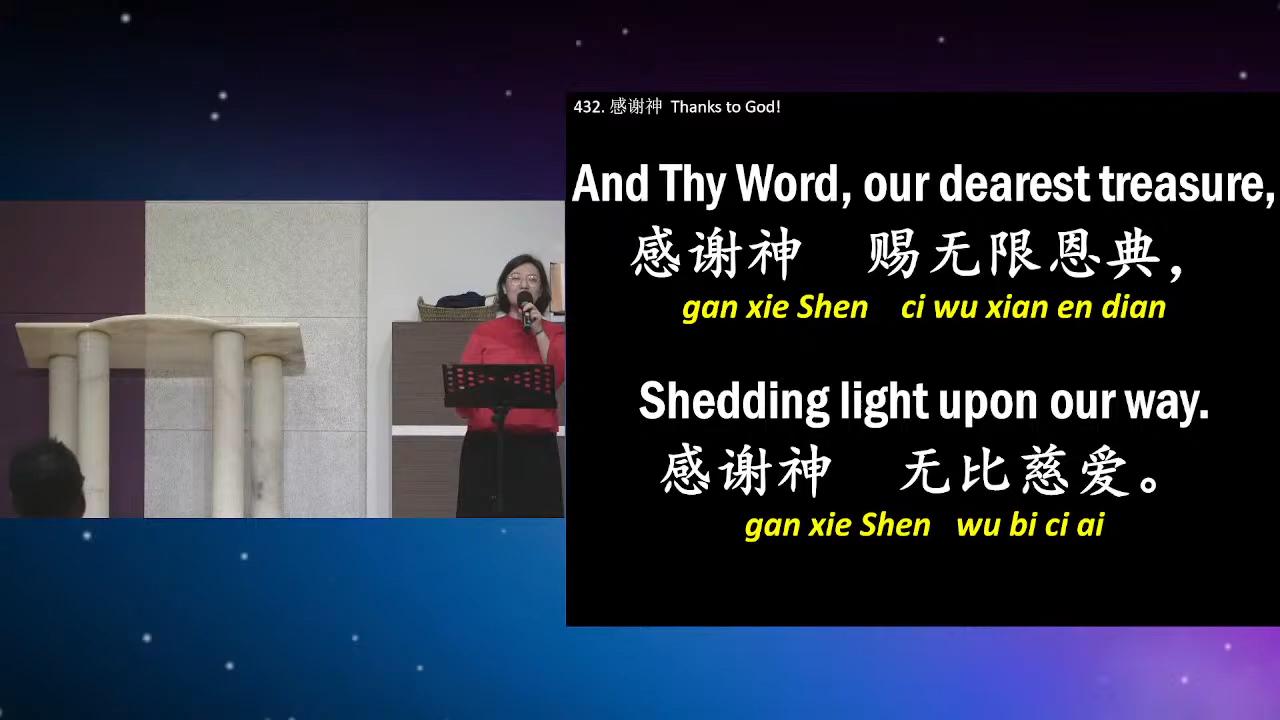 432. 感谢神 Thanks to God!
And Thy Word, our dearest treasure,
感谢神 赐无限恩典，
gan xie Shen ci wu xian en dian
Shedding light upon our way.
感谢神 无比慈爱。
gan xie Shen wu bi ci ai